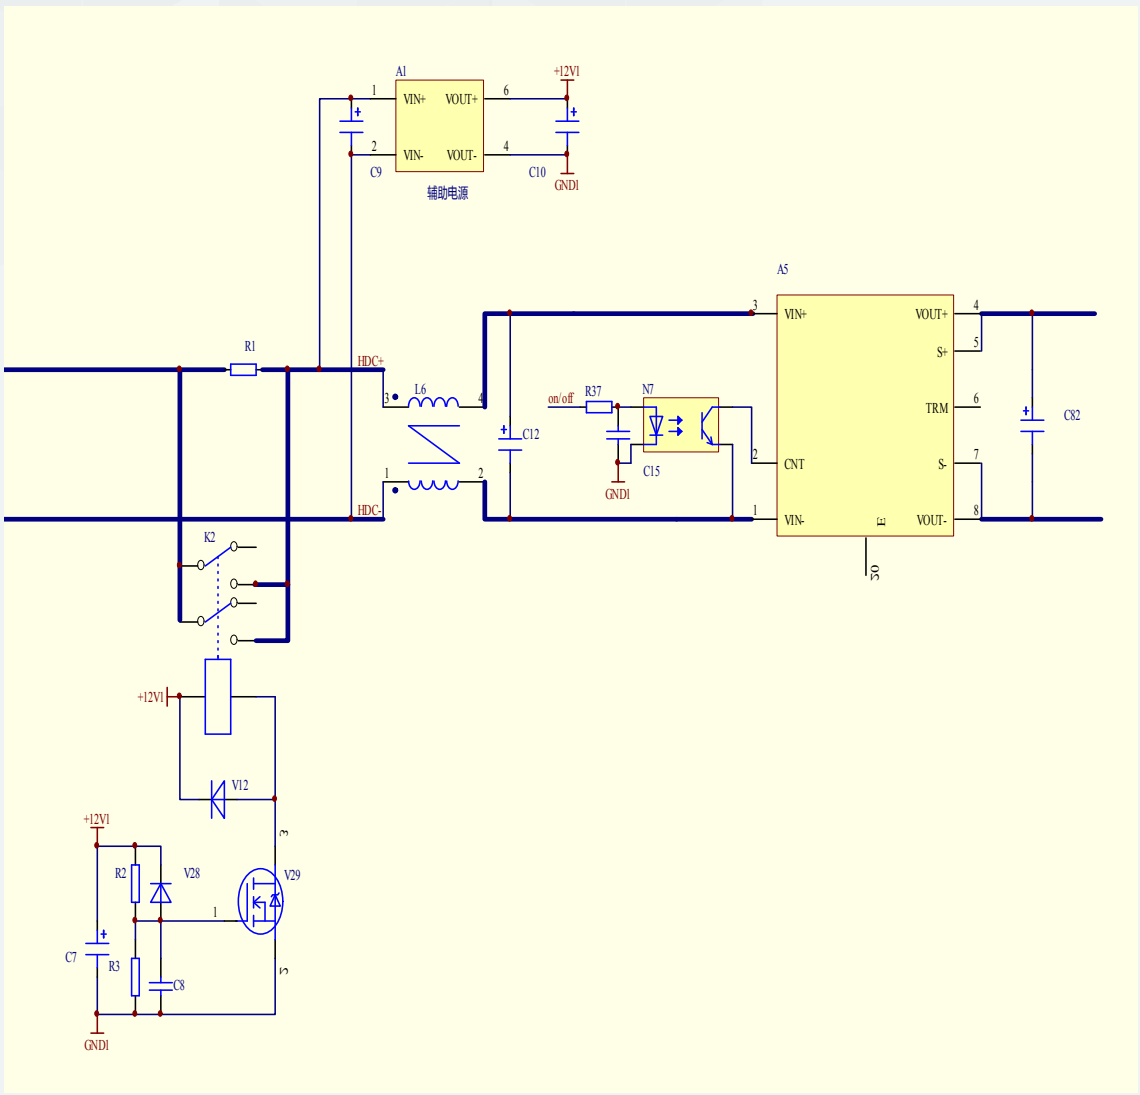 A1
+12V1
1 VIN+ VOUT+ 6
+ +
2 VIN- VOUT- 4
C9 C10
辅助电源 GND1
A5
3 VIN+ VOUT+ 4
S+ 5
R1
HDC+
L6
3 4
on/off R37 N7
TRM 6
+ C82
+ C12
1 2
C15
2 CNT S- 7
GND1
HDC-
1 VIN- E VOUT- 8
K2
20
+12V1
V12
+12V1
3
R2 V28 V29
1
+
C7 R3
2
C8
GND1